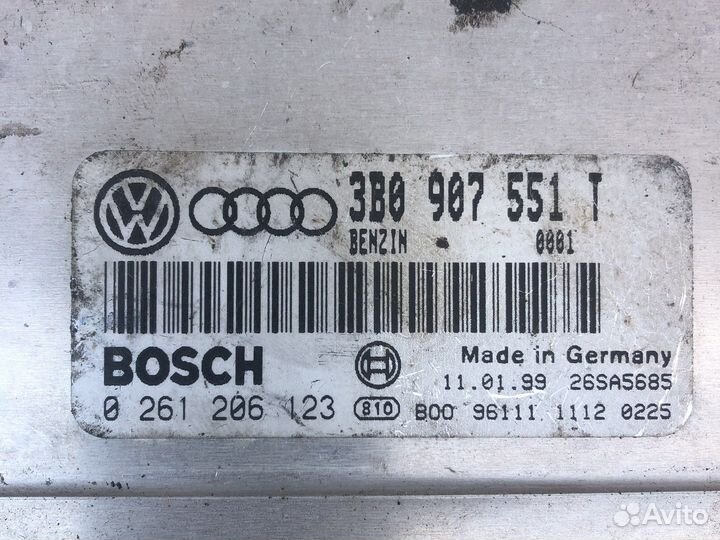 3B0 907 551 T
BENZIN 0001
BOSCH
Made in Germany
11.01.99 26SA5685
0 261 206 123 810 B00 96111 1112 0225
Avito